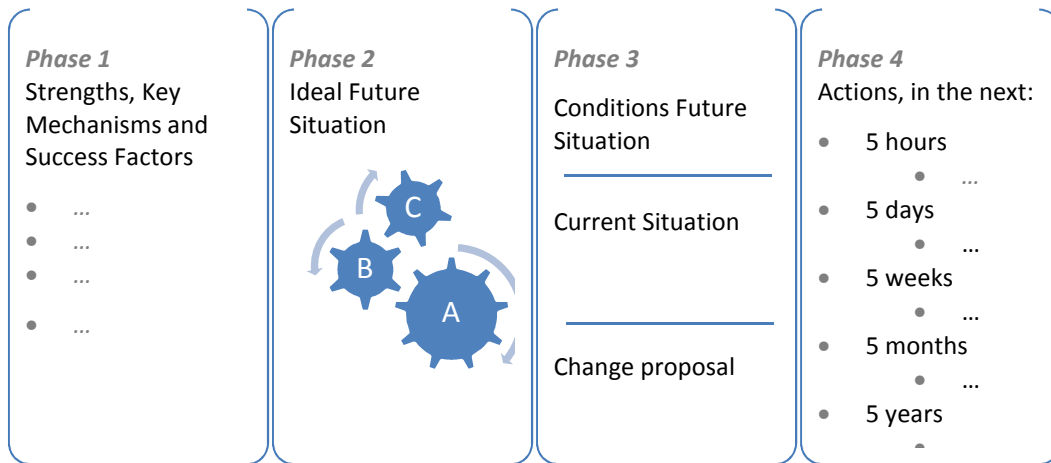 Phase 1
Strengths, Key
Mechanisms and
Success Factors
• ...
• ...
• ...
• ...
Phase 2
Ideal Future
Situation
C
B
A
Phase 3
Conditions Future
Situation
Current Situation
Change proposal
Phase 4
Actions, in the next:
• 5 hours
• ...
• 5 days
• ...
• 5 weeks
• ...
• 5 months
• ...
• 5 years
•